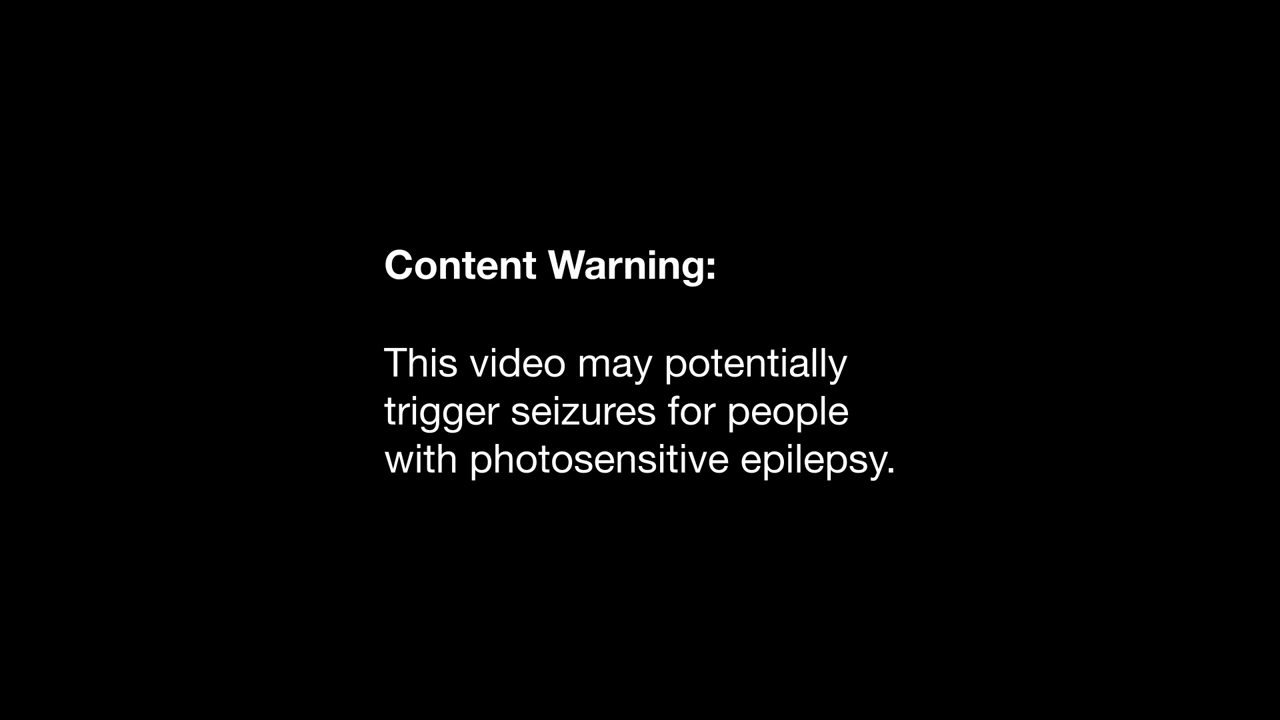 Content Warning:
This video may potentially
trigger seizures for people
with photosensitive epilepsy.